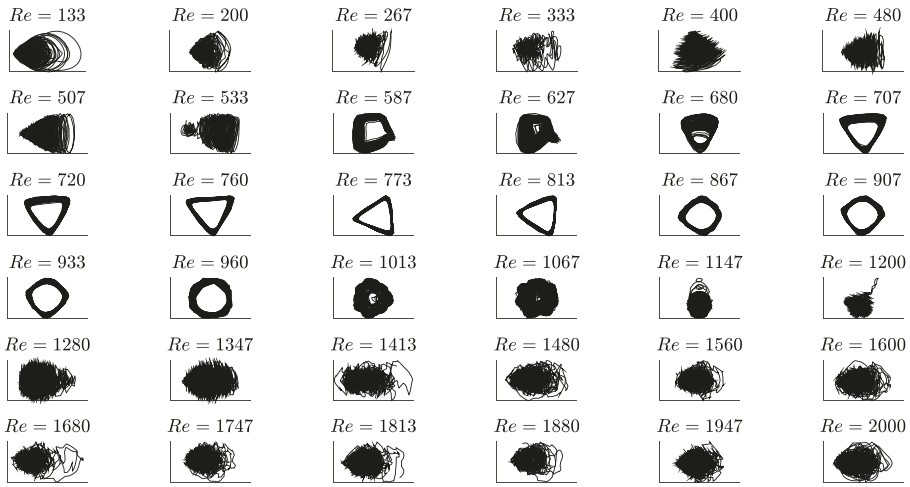 Re = 133 Re = 200 Re = 267 Re = 333 Re = 400 Re = 480
Re = 507 Re = 533 Re = 587 Re = 627 Re = 680 Re = 707
Re = 720 Re = 760 Re = 773 Re = 813 Re = 867 Re = 907
Re = 933 Re = 960 Re = 1013 Re = 1067 Re = 1147 Re = 1200
Re = 1280 Re = 1347 Re = 1413 Re = 1480 Re = 1560 Re = 1600
Re = 1680 Re = 1747 Re = 1813 Re = 1880 Re = 1947 Re = 2000